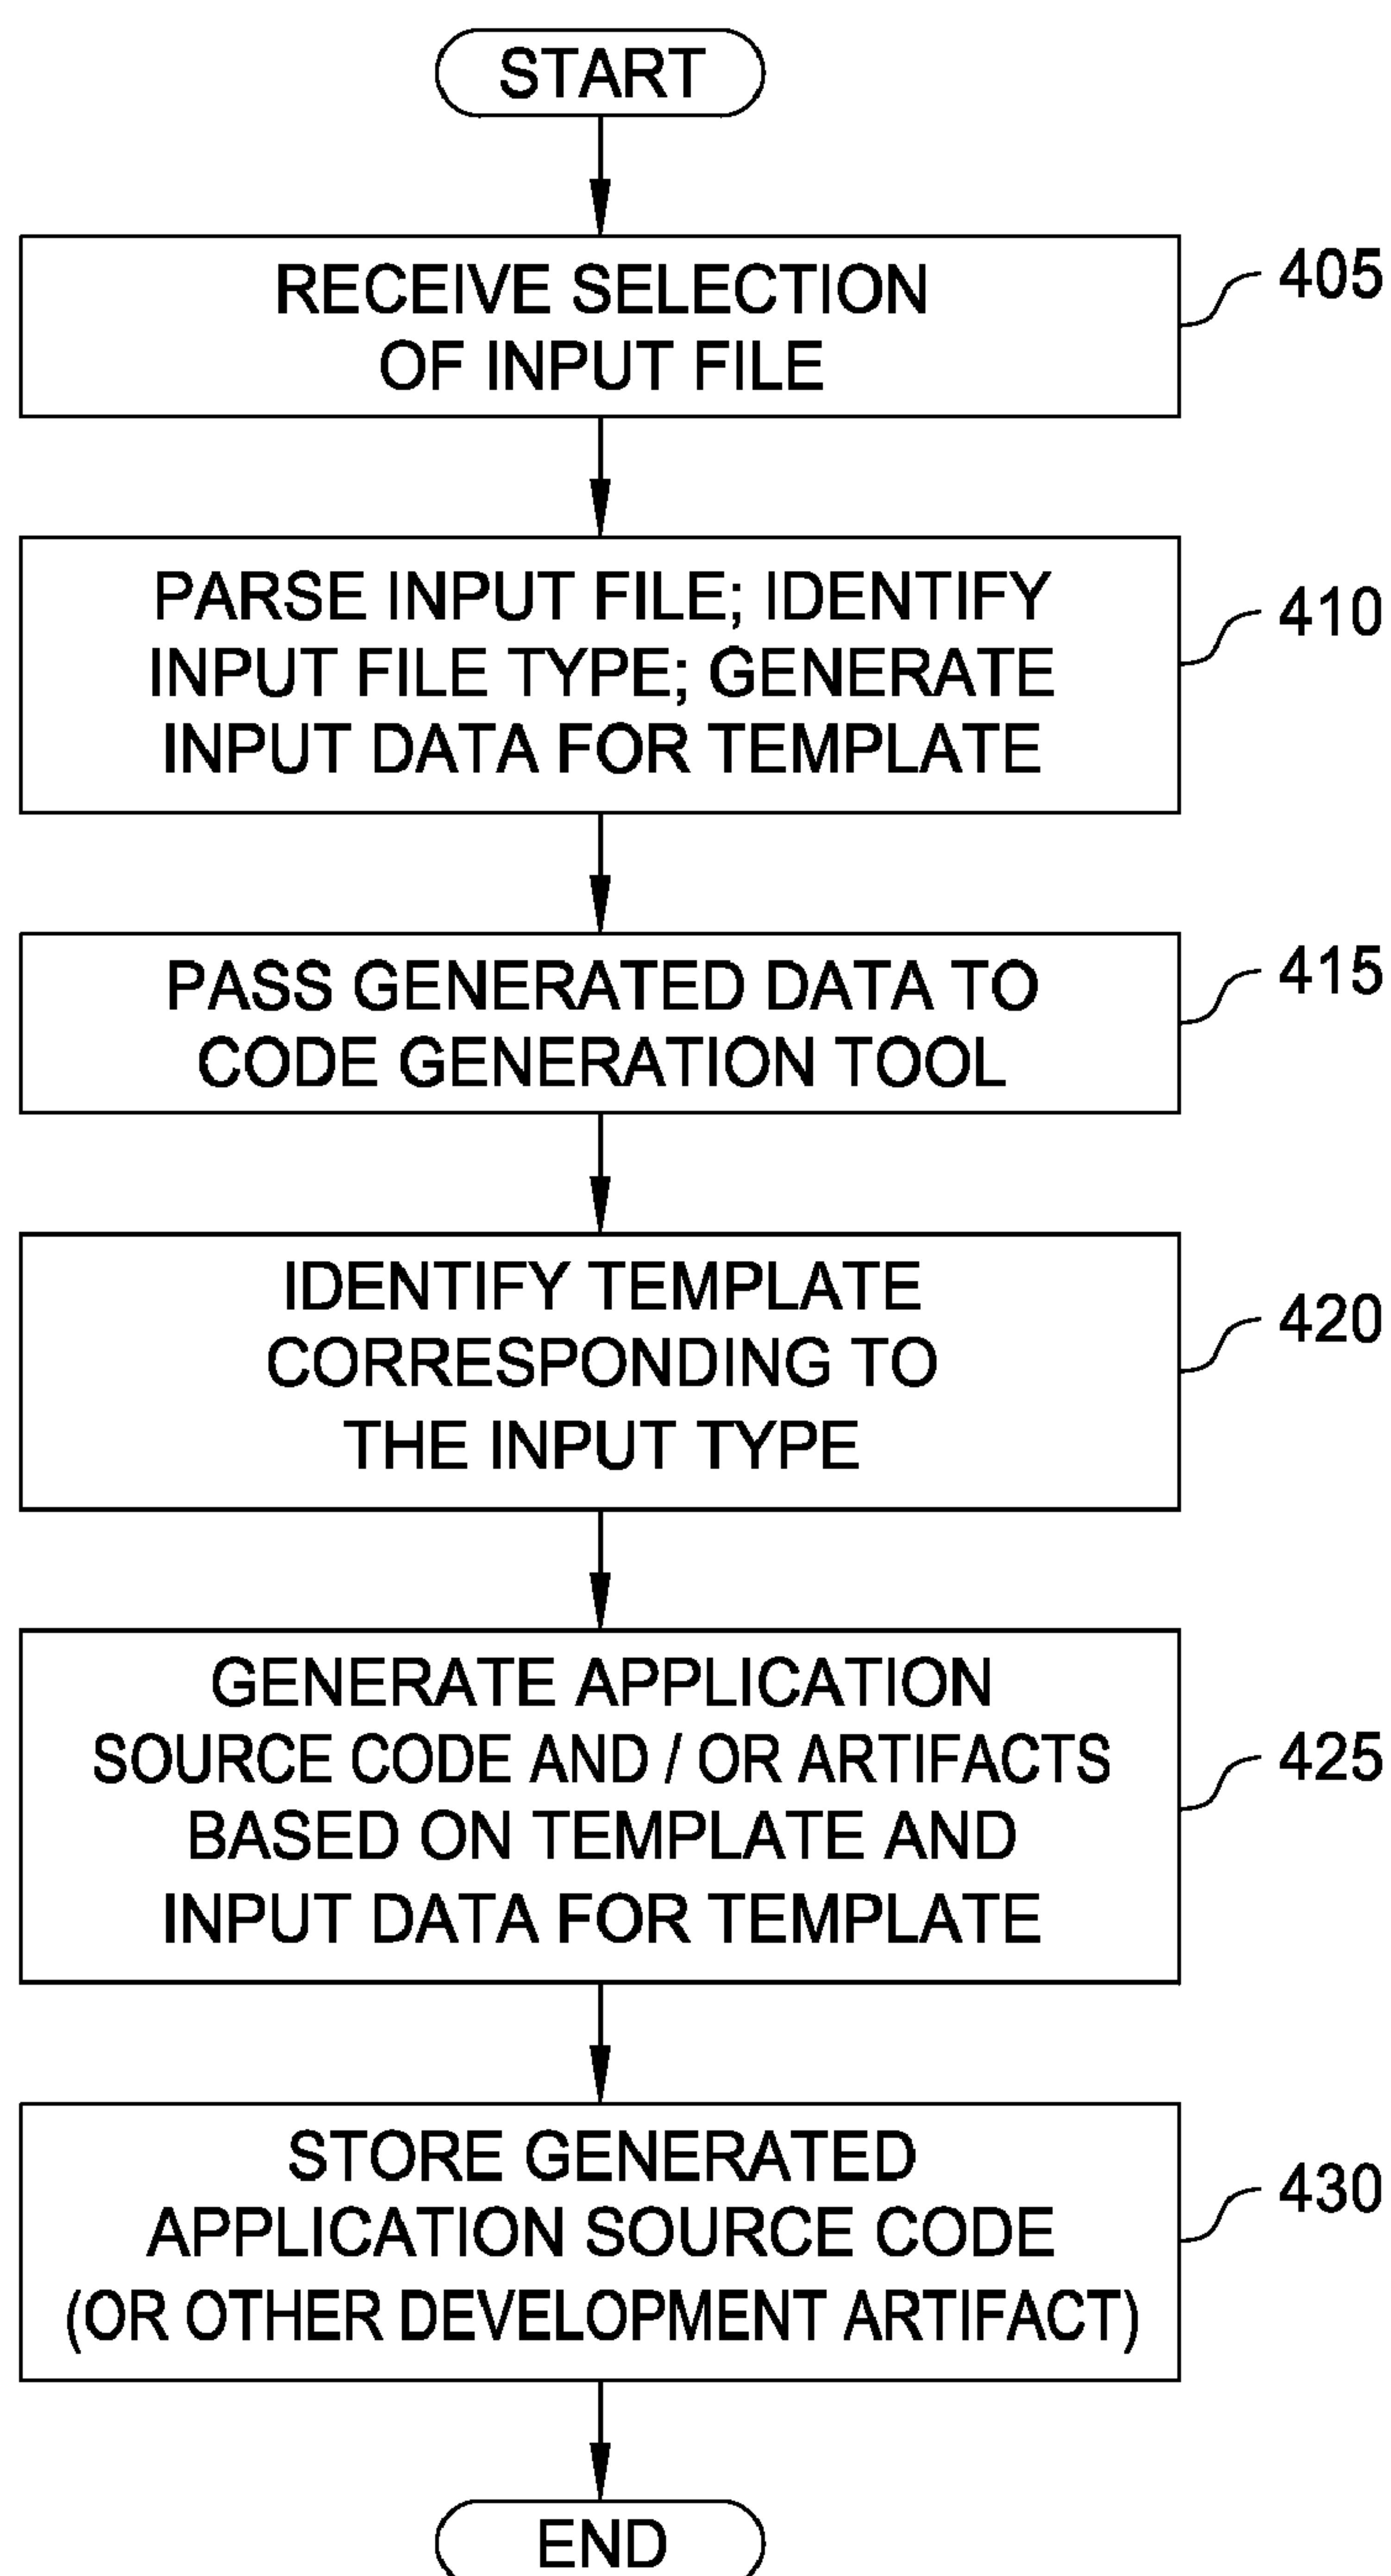 START
RECEIVE SELECTION
OF INPUT FILE
405
PARSE INPUT FILE; IDENTIFY
INPUT FILE TYPE; GENERATE
INPUT DATA FOR TEMPLATE
410
PASS GENERATED DATA TO
CODE GENERATION TOOL
415
IDENTIFY TEMPLATE
CORRESPONDING TO
THE INPUT TYPE
420
GENERATE APPLICATION
SOURCE CODE AND / OR ARTIFACTS
BASED ON TEMPLATE AND
INPUT DATA FOR TEMPLATE
425
STORE GENERATED
APPLICATION SOURCE CODE
(OR OTHER DEVELOPMENT ARTIFACT)
430
END